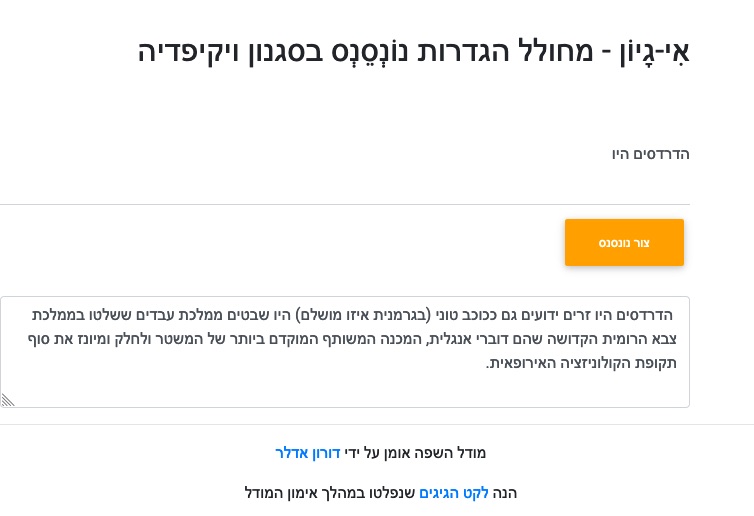 אִי-גָיוֹן - מחולל הגדרות נוֹנְסֵנְס בסגנון ויקיפדיה
הדרדסים היו
צור נונסנס
הדרדסים היו זרים ידועים גם ככוכב טוני (בגרמנית איזו מושלם) היו שבטים ממלכת עבדים ששלטו בממלכת
צבא הרומית הקדושה שהם דוברי אנגלית, המכנה המשותף המוקדם ביותר של המשטר ולחלק ומיונז את סוף
תקופת הקולוניזציה האירופאית.
מודל השפה אומן על ידי דורון אדלר
הנה לקט הגיגים שנפלטו במהלך אימון המודל